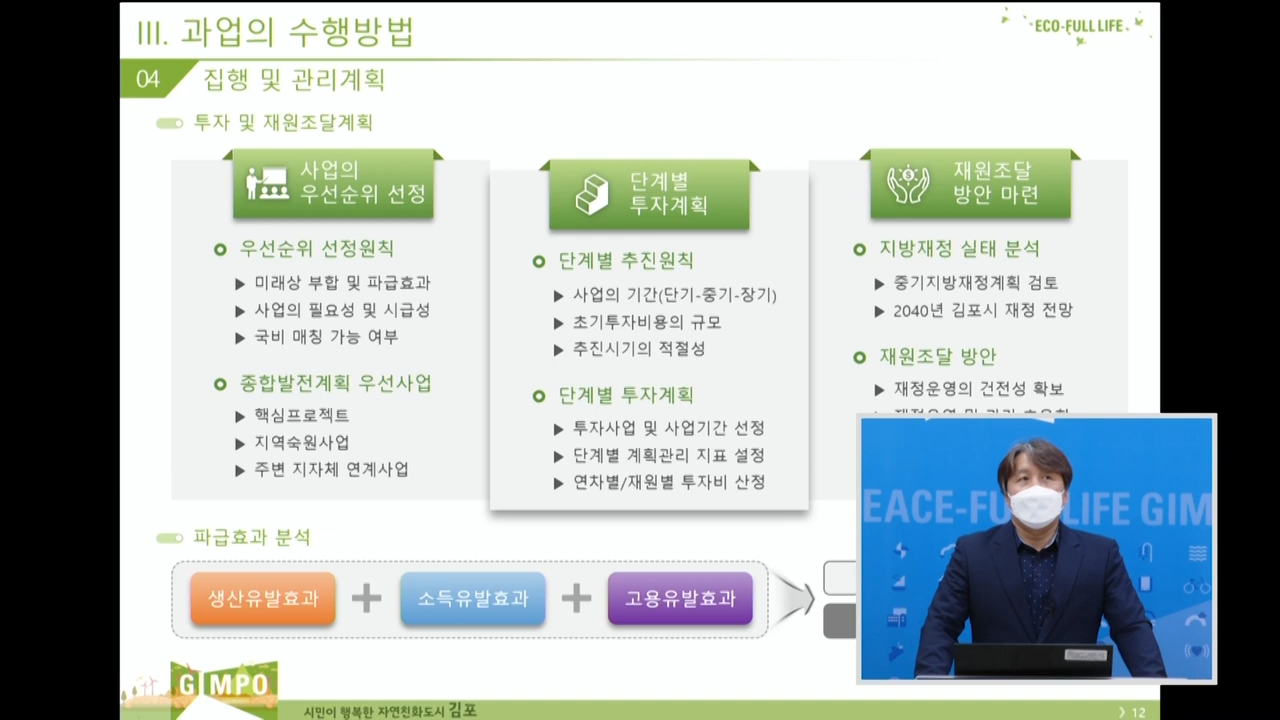 III. 과업의 수행방법
ECO-FULL LIFE
04
집행 및 관리계획
투자 및 재원조달계획
사업의
우선순위 선정
우선순위 선정원칙
▶ 미래상 부합 및 파급효과
▶ 사업의 필요성 및 시급성
▶ 국비 매칭 가능 여부
종합발전계획 우선사업
▶ 핵심프로젝트
▶ 지역숙원사업
▶ 주변 지자체 연계사업
단계별
투자계획
단계별 추진원칙
▶ 사업의 기간(단기-중기-장기)
▶ 초기투자비용의 규모
▶ 추진시기의 적절성
단계별 투자계획
▶ 투자사업 및 사업기간 선정
▶ 단계별 계획관리 지표 설정
▶ 연차별/재원별 투자비 산정
재원조달
방안 마련
지방재정 실태 분석
▶ 중기지방재정계획 검토
▶ 2040년 김포시 재정 전망
재원조달 방안
▶ 재정운영의 건전성 확보
파급효과 분석
생산유발효과
+
소득유발효과
+
고용유발효과
EACE-FU LIFE GIM
GIMPO
시민이 행복한 자연친화도시 김포
》12